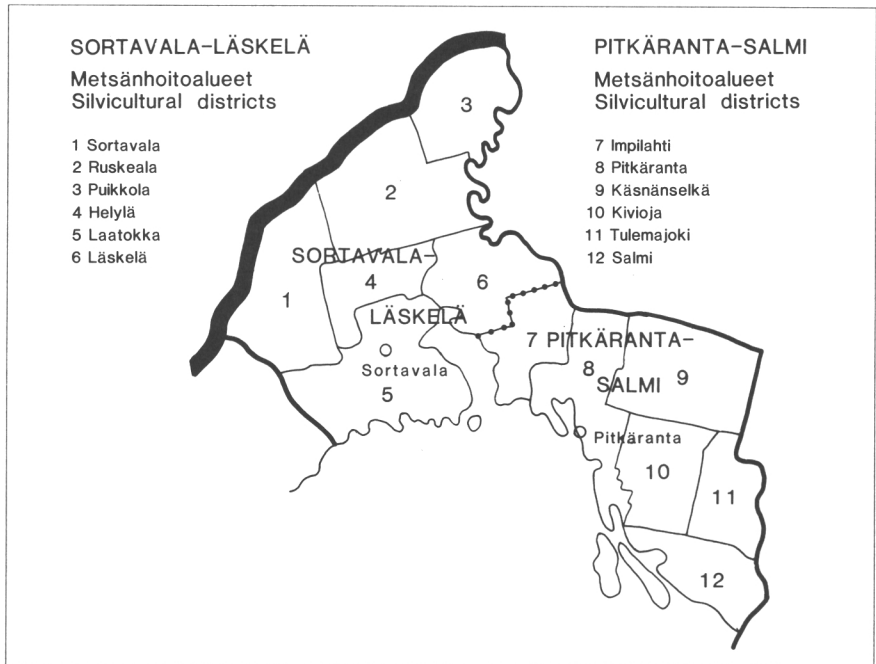 SORTAVALA-LÄSKELÄ
Metsänhoitoalueet
Silvicultural districts
1 Sortavala
2 Ruskeala
3 Puikkola
4 Helylä
5 Laatokka
6 Läskelä
PITKÄRANTA-SALMI
Metsänhoitoalueet
Silvicultural districts
7 Impilahti
8 Pitkäranta
9 Käsnänselkä
10 Kivioja
11 Tulemajoki
12 Salmi
3
2
SORTAVALA-
4
6
1
LÄSKELÄ
7 PITKÄRANTA-
Sortavala
8
9
SALMI
5
Pitkäranta
10
11
12